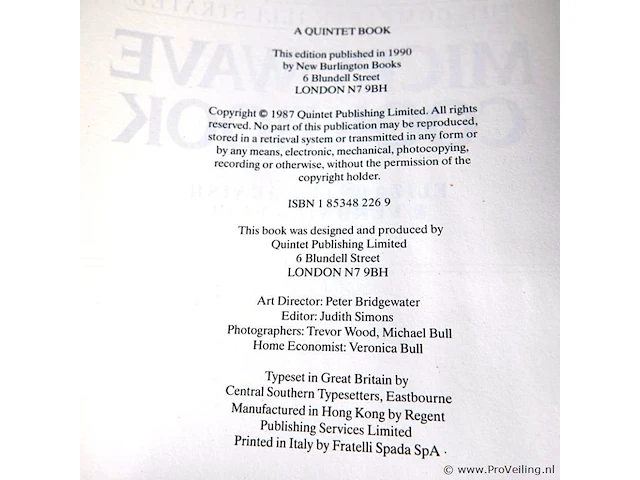 A QUINTET BOOK
This edition published in 1990
by New Burlington Books
6 Blundell Street
LONDON N7 9BH
Copyright © 1987 Quintet Publishing Limited. All rights
reserved. No part of this publication may be reproduced,
stored in a retrieval system or transmitted in any form or
by any means, electronic, mechanical, photocopying,
recording or otherwise, without the permission of the
copyright holder.
ISBN 1 85348 226 9
This book was designed and produced by
Quintet Publishing Limited
6 Blundell Street
LONDON N7 9BH
Art Director: Peter Bridgewater
Editor: Judith Simons
Photographers: Trevor Wood, Michael Bull
Home Economist: Veronica Bull
Typeset in Great Britain by
Central Southern Typesetters, Eastbourne
Manufactured in Hong Kong by Regent
Publishing Services Limited
Printed in Italy by Fratelli Spada SpA .
© www.ProVeiling.nl